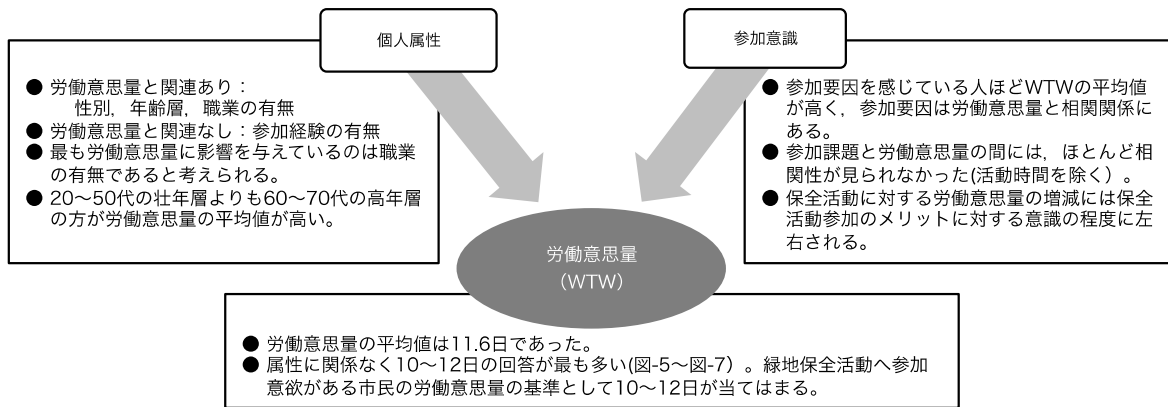 個人属性
● 労働意思量と関連あり：
性別，年齢層，職業の有無
● 労働意思量と関連なし：参加経験の有無
● 最も労働意思量に影響を与えているのは職業
の有無であると考えられる。
● 20〜50代の壮年層よりも60〜70代の高年層
の方が労働意思量の平均値が高い。
参加意識
● 参加要因を感じている人ほどWTWの平均値
が高く，参加要因は労働意思量と相関関係に
ある。
● 参加課題と労働意思量の間には，ほとんど相
関性が見られなかった(活動時間を除く）。
● 保全活動に対する労働意思量の増減には保全
活動参加のメリットに対する意識の程度に左
右される。
労働意思量
（WTW）
● 労働意思量の平均値は11.6日であった。
● 属性に関係なく10〜12日の回答が最も多い(図-5〜図-7）。緑地保全活動へ参加
意欲がある市民の労働意思量の基準として10〜12日が当てはまる。